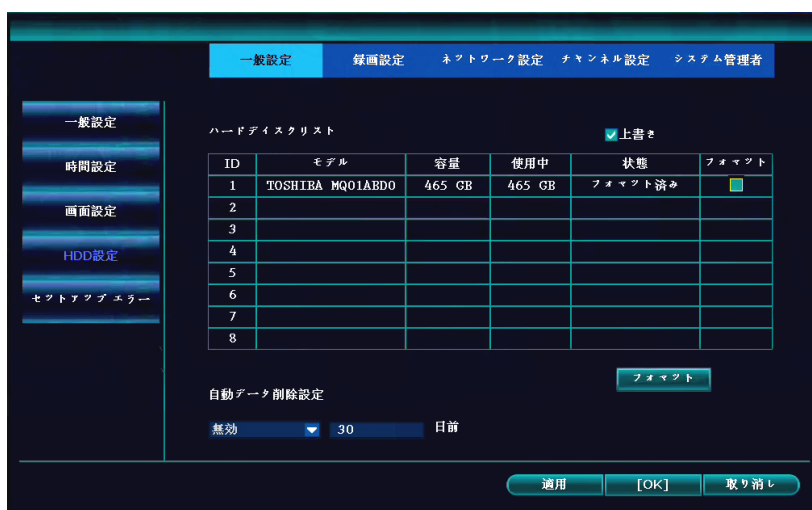 一般設定 録画設定 ネットワーク設定 チャンネル設定 システム管理者
一般設定
時間設定
画面設定
HDD設定
セットアップ エラー
ハードディスクリスト 上書き
ID モデル 容量 使用中 状態 フォマット
1 TOSHIBA MQ01ABD0 465 GB 465 GB フォマット済み
2
3
4
5
6
7
8
フォマット
自動データ削除設定
無効 30 日前
適用 [OK] 取り消し